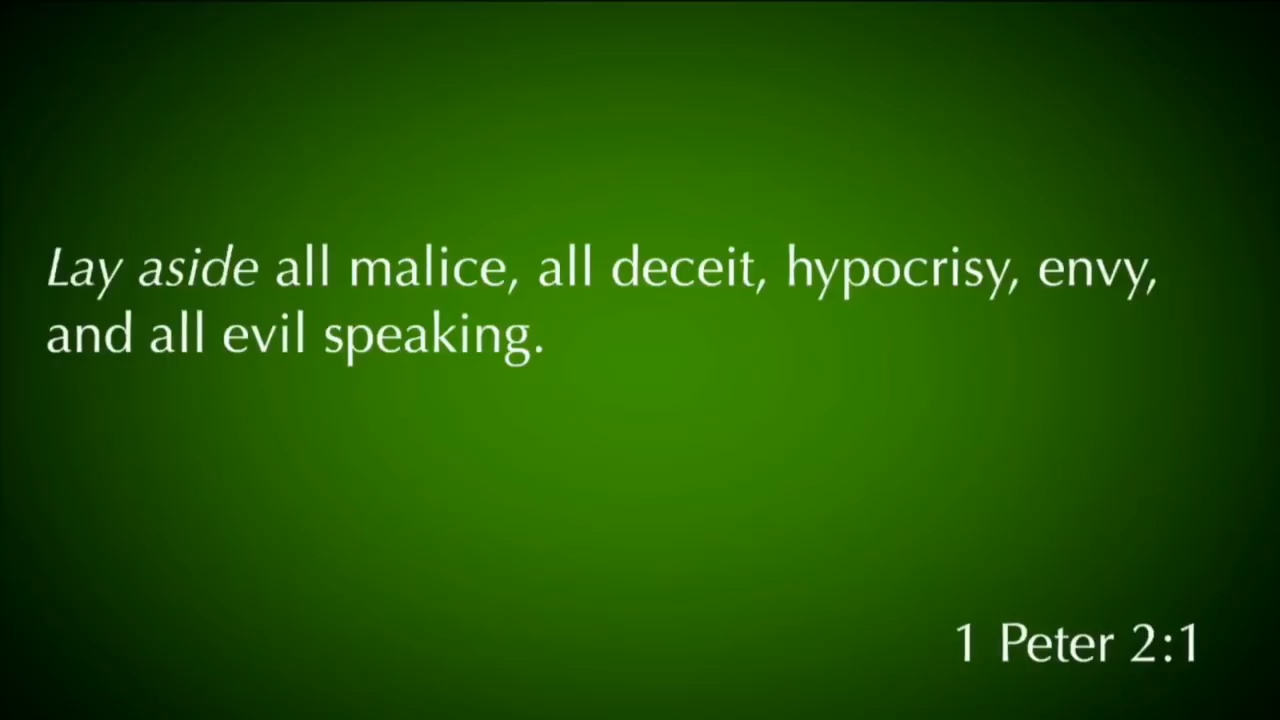 Lay aside all malice, all deceit, hypocrisy, envy,
and all evil speaking.
1 Peter 2:1